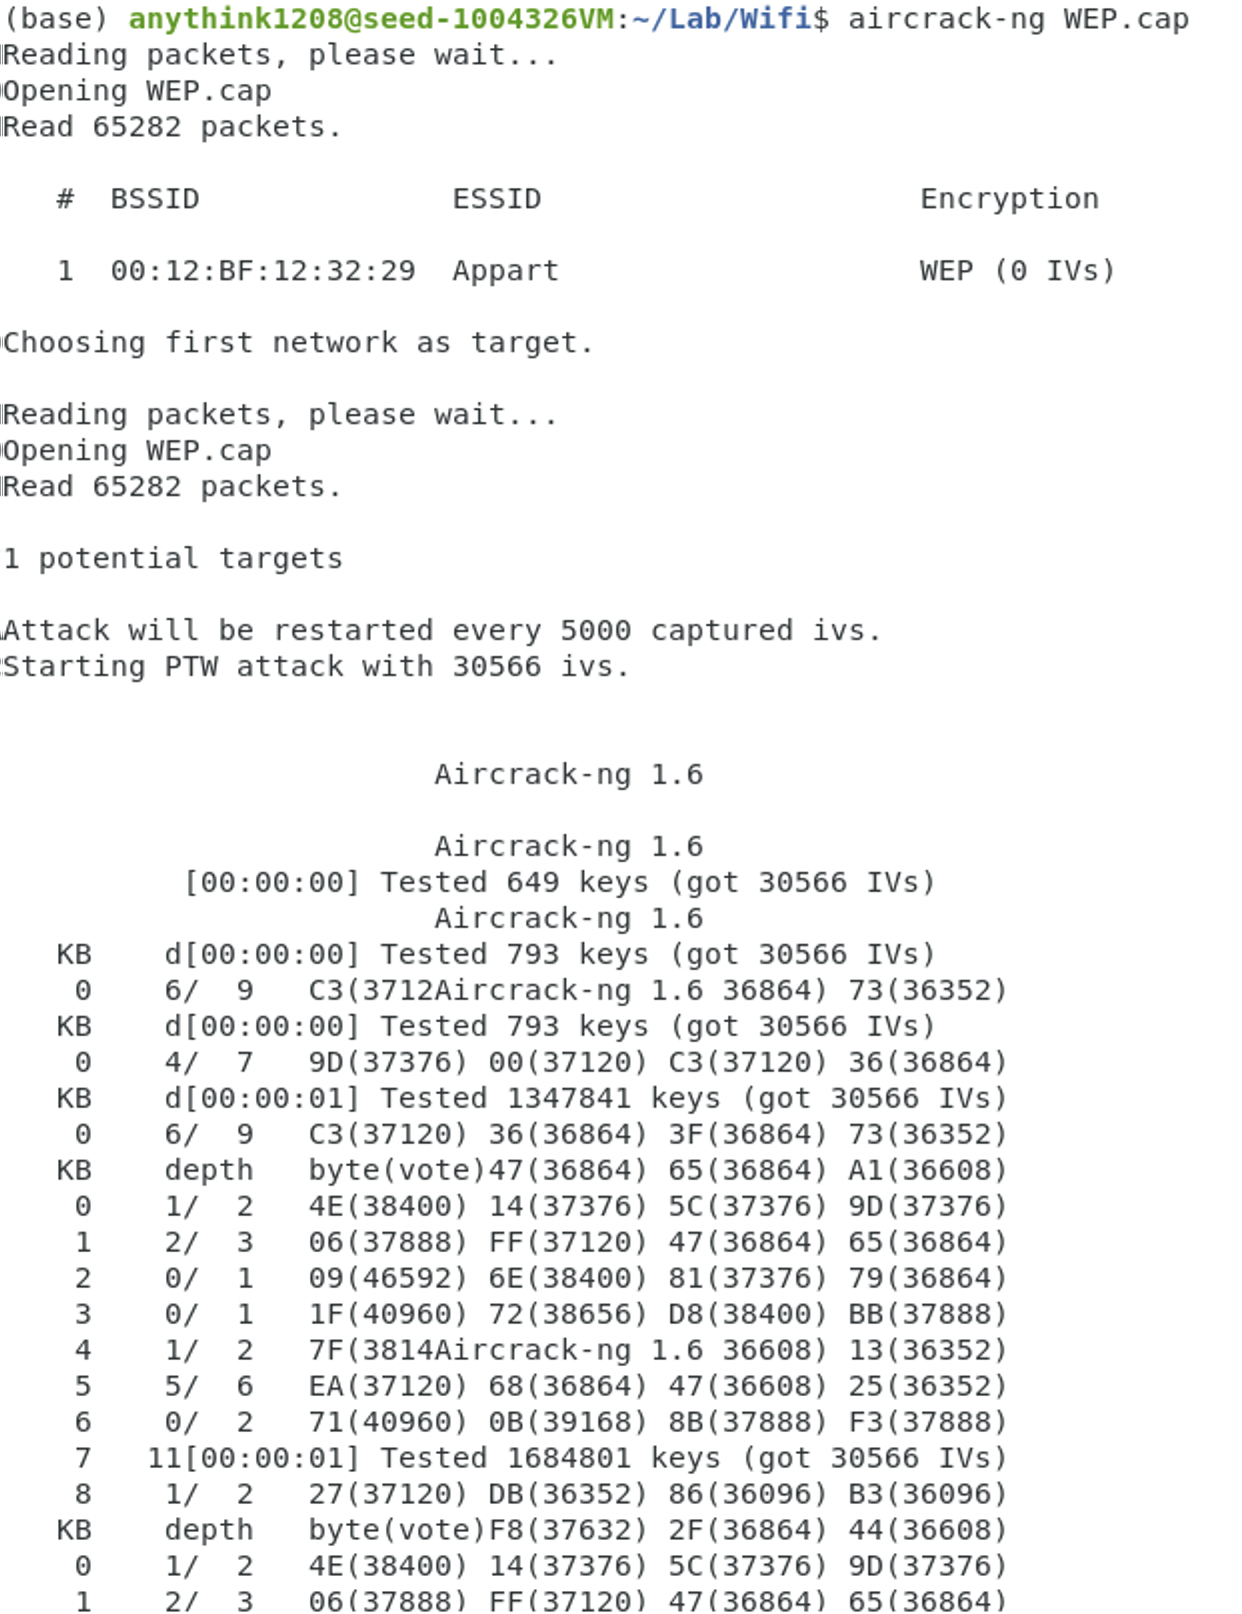 (base) anythink1208@seed-1004326VM:~/Lab/Wifi$ aircrack-ng WEP.cap
Reading packets, please wait...
Opening WEP.cap
Read 65282 packets.
# BSSID ESSID Encryption
1 00:12:BF:12:32:29 Appart WEP (0 IVs)
Choosing first network as target.
Reading packets, please wait...
Opening WEP.cap
Read 65282 packets.
1 potential targets
Attack will be restarted every 5000 captured ivs.
Starting PTW attack with 30566 ivs.
Aircrack-ng 1.6
Aircrack-ng 1.6
[00:00:00] Tested 649 keys (got 30566 IVs)
Aircrack-ng 1.6
KB d[00:00:00] Tested 793 keys (got 30566 IVs)
0 6/ 9 C3(3712Aircrack-ng 1.6 36864) 73(36352)
KB d[00:00:00] Tested 793 keys (got 30566 IVs)
0 4/ 7 9D(37376) 00(37120) C3(37120) 36(36864)
KB d[00:00:01] Tested 1347841 keys (got 30566 IVs)
0 6/ 9 C3(37120) 36(36864) 3F(36864) 73(36352)
KB depth byte(vote)47(36864) 65(36864) A1(36608)
0 1/ 2 4E(38400) 14(37376) 5C(37376) 9D(37376)
1 2/ 3 06(37888) FF(37120) 47(36864) 65(36864)
2 0/ 1 09(46592) 6E(38400) 81(37376) 79(36864)
3 0/ 1 1F(40960) 72(38656) D8(38400) BB(37888)
4 1/ 2 7F(3814Aircrack-ng 1.6 36608) 13(36352)
5 5/ 6 EA(37120) 68(36864) 47(36608) 25(36352)
6 0/ 2 71(40960) 0B(39168) 8B(37888) F3(37888)
7 11[00:00:01] Tested 1684801 keys (got 30566 IVs)
8 1/ 2 27(37120) DB(36352) 86(36096) B3(36096)
KB depth byte(vote)F8(37632) 2F(36864) 44(36608)
0 1/ 2 4E(38400) 14(37376) 5C(37376) 9D(37376)
1 2/ 3 06(37888) FF(37120) 47(36864) 65(36864)